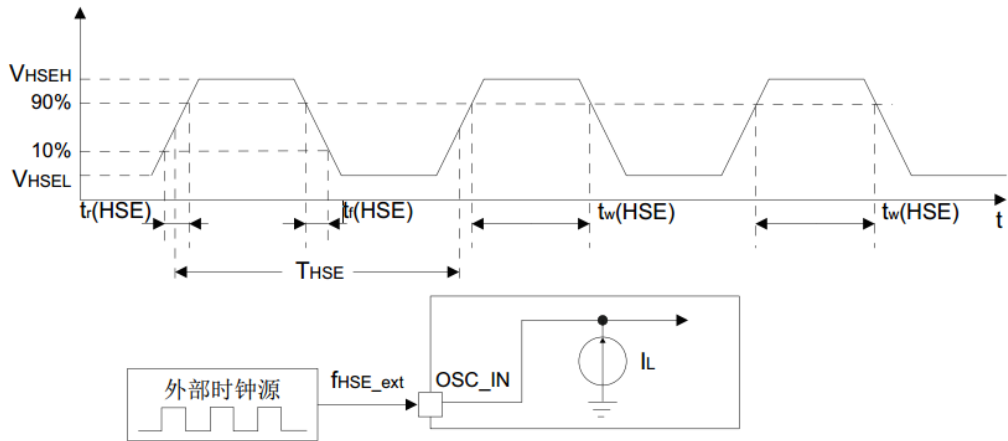 VHSEH
90%
10%
VHSEL
tr(HSE) tf(HSE) tw(HSE) tw(HSE)
t
THSE
IL
fHSE_ext OSC_IN
外部时钟源